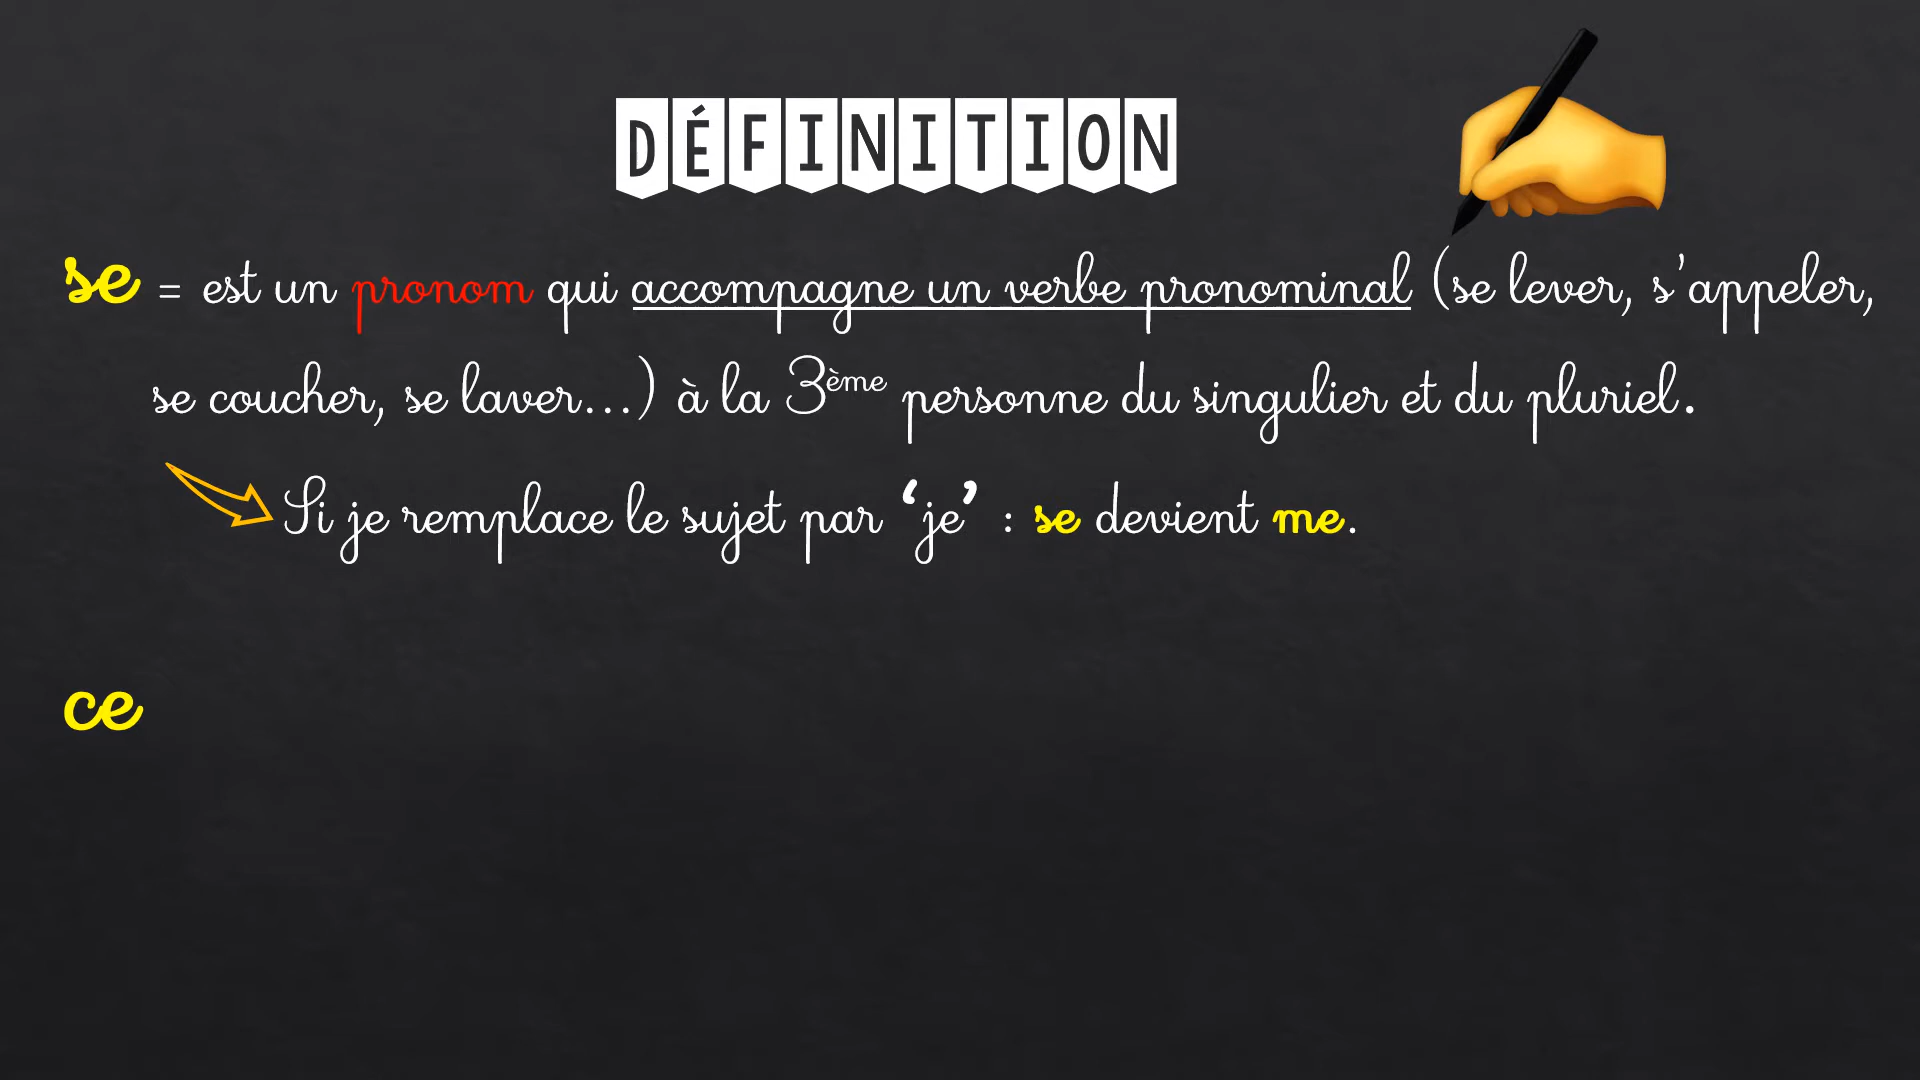 DÉFINITION
se = est un pronom qui accompagne un verbe pronominal (se lever, s'appeler,
se coucher, se laver...) à la 3ème personne du singulier et du pluriel.
Si je remplace le sujet par ‘je’ : se devient me.
ce